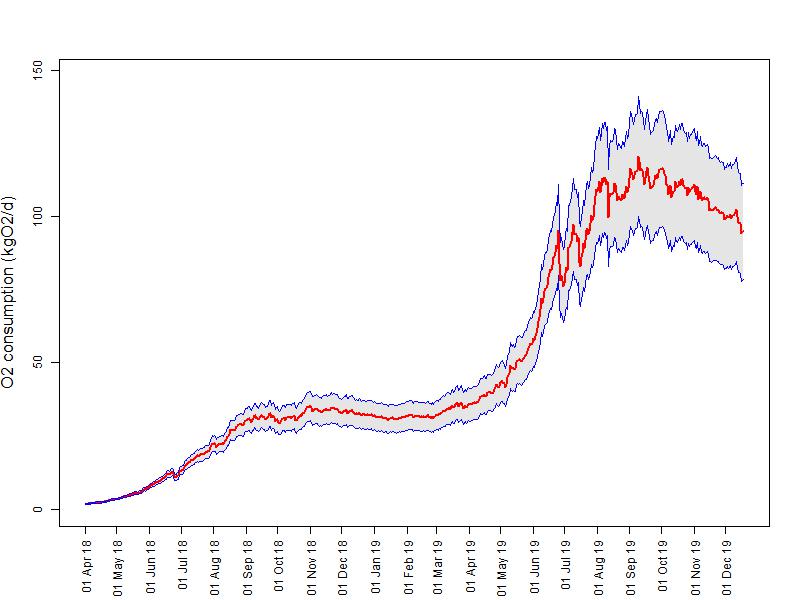 O2 consumption (kgO2/d)
150
100
50
0
01 Apr 18
01 May 18
01 Jun 18
01 Jul 18
01 Aug 18
01 Sep 18
01 Oct 18
01 Nov 18
01 Dec 18
01 Jan 19
01 Feb 19
01 Mar 19
01 Apr 19
01 May 19
01 Jun 19
01 Jul 19
01 Aug 19
01 Sep 19
01 Oct 19
01 Nov 19
01 Dec 19